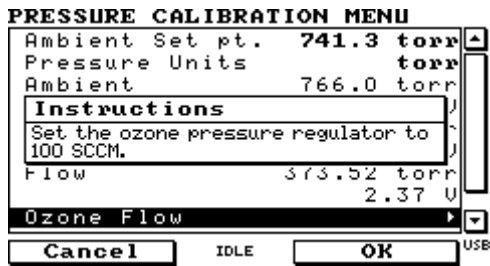 PRESSURE CALIBRATION MENU
Ambient Set pt. 741.3 torr
Pressure Units torr
Ambient 766.0 torr
Instructions
Set the ozone pressure regulator to
100 SCCM.
Flow 373.52 torr
2.37 V
Ozone Flow
Cancel IDLE OK USB